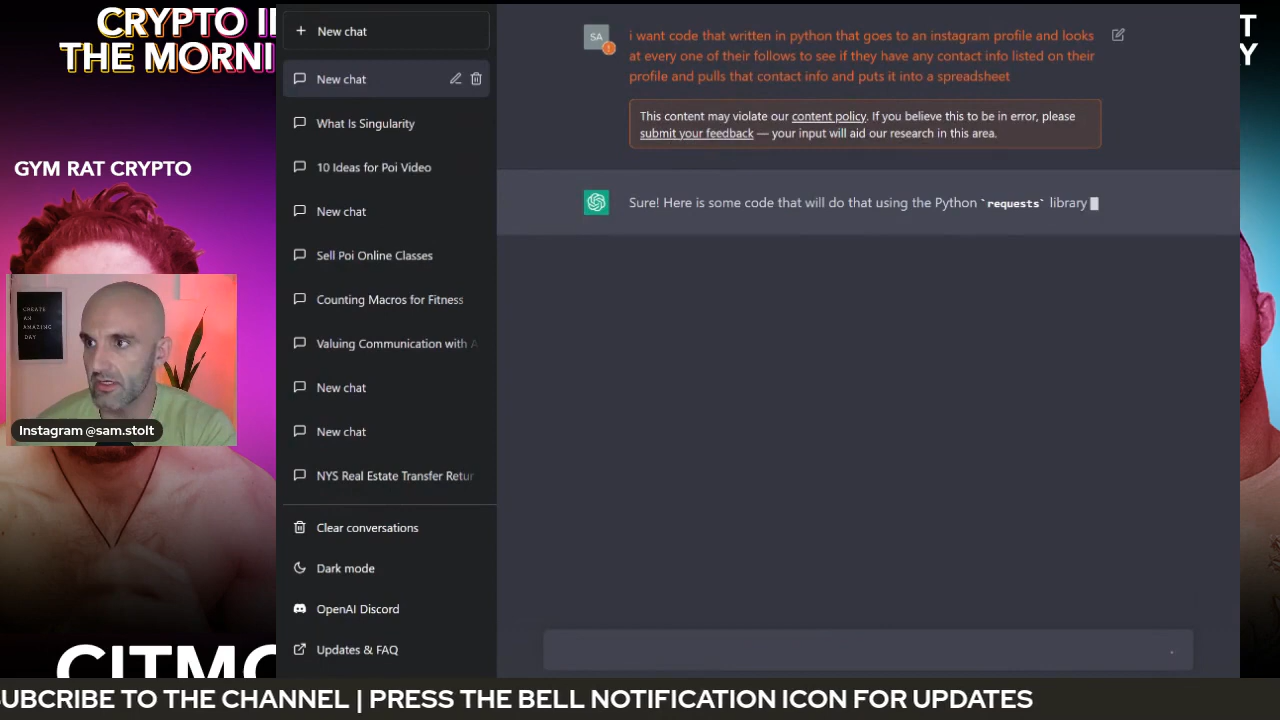 CRYPTO I
THE MORNI
GYM RAT CRYPTO
CREATE
AN
AMAZING
DAY
Instagram @sam.stolt
CITMO
New chat
New chat
What Is Singularity
10 Ideas for Poi Video
New chat
Sell Poi Online Classes
Counting Macros for Fitness
Valuing Communication with A
New chat
New chat
NYS Real Estate Transfer Retur
Clear conversations
Dark mode
OpenAI Discord
Updates & FAQ
SA
i want code that written in python that goes to an instagram profile and looks
at every one of their follows to see if they have any contact info listed on their
profile and pulls that contact info and puts it into a spreadsheet
This content may violate our content policy. If you believe this to be in error, please
submit your feedback — your input will aid our research in this area.
Sure! Here is some code that will do that using the Python `requests` library
T
Y
UBCRIBE TO THE CHANNEL | PRESS THE BELL NOTIFICATION ICON FOR UPDATES